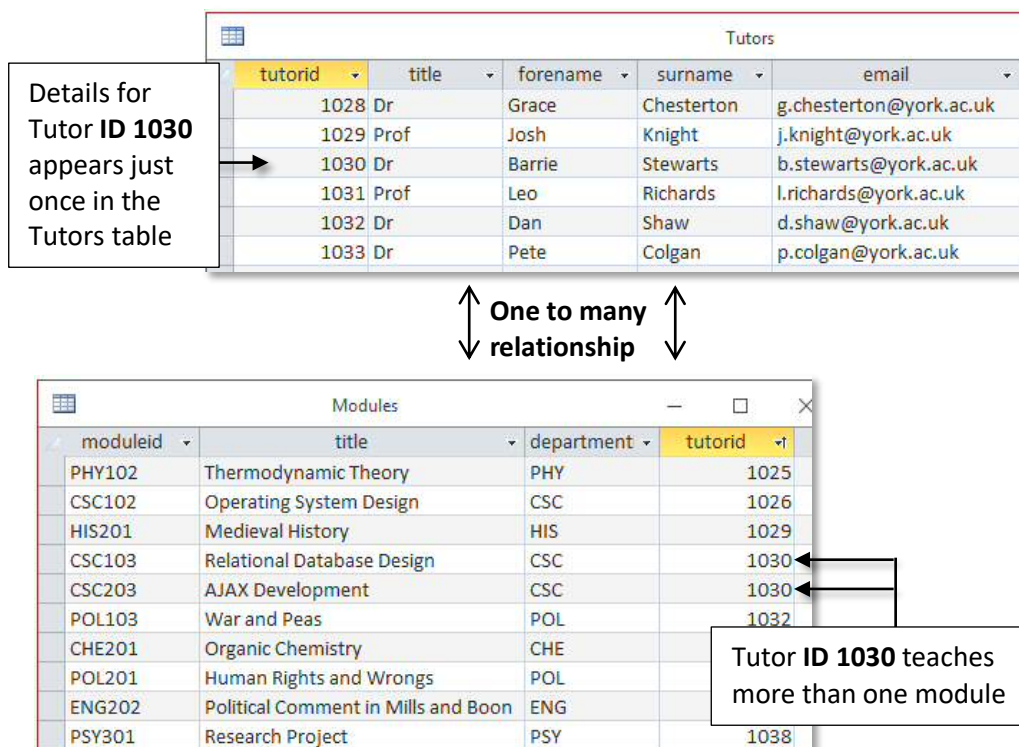 Tutors
tutorid title forename surname email
Details for
Tutor ID 1030
appears just
once in the
Tutors table
1028 Dr Grace Chesterton g.chesterton@york.ac.uk
1029 Prof Josh Knight j.knight@york.ac.uk
1030 Dr Barrie Stewarts b.stewarts@york.ac.uk
1031 Prof Leo Richards l.richards@york.ac.uk
1032 Dr Dan Shaw d.shaw@york.ac.uk
1033 Dr Pete Colgan p.colgan@york.ac.uk
One to many
relationship
Modules
moduleid title department tutorid
PHY102 Thermodynamic Theory PHY 1025
CSC102 Operating System Design CSC 1026
HIS201 Medieval History HIS 1029
CSC103 Relational Database Design CSC 1030
CSC203 AJAX Development CSC 1030
POL103 War and Peas POL 1032
CHE201 Organic Chemistry CHE
POL201 Human Rights and Wrongs POL
ENG202 Political Comment in Mills and Boon ENG
PSY301 Research Project PSY 1038
Tutor ID 1030 teaches
more than one module